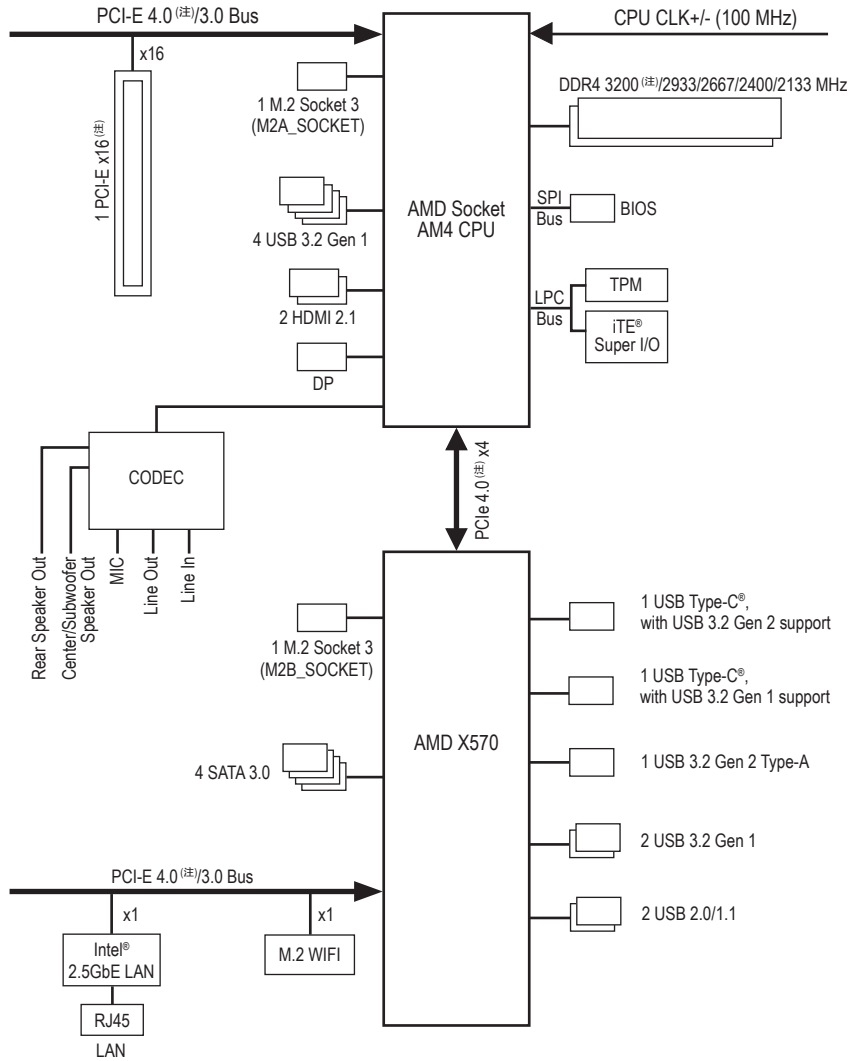 PCI-E 4.0 (注)/3.0 Bus
CPU CLK+/- (100 MHz)
x16
1 PCI-E x16 (注)
1 M.2 Socket 3
(M2A_SOCKET)
DDR4 3200 (注)/2933/2667/2400/2133 MHz
4 USB 3.2 Gen 1
AMD Socket
AM4 CPU
SPI
Bus
BIOS
2 HDMI 2.1
LPC
Bus
TPM
iTE®
Super I/O
DP
CODEC
PCIe 4.0 (注) x4
Rear Speaker Out
Center/Subwoofer
Speaker Out
MIC
Line Out
Line In
1 M.2 Socket 3
(M2B_SOCKET)
1 USB Type-C®,
with USB 3.2 Gen 2 support
1 USB Type-C®,
with USB 3.2 Gen 1 support
AMD X570
4 SATA 3.0
1 USB 3.2 Gen 2 Type-A
2 USB 3.2 Gen 1
PCI-E 4.0 (注)/3.0 Bus
2 USB 2.0/1.1
x1
x1
Intel®
2.5GbE LAN
M.2 WIFI
RJ45
LAN